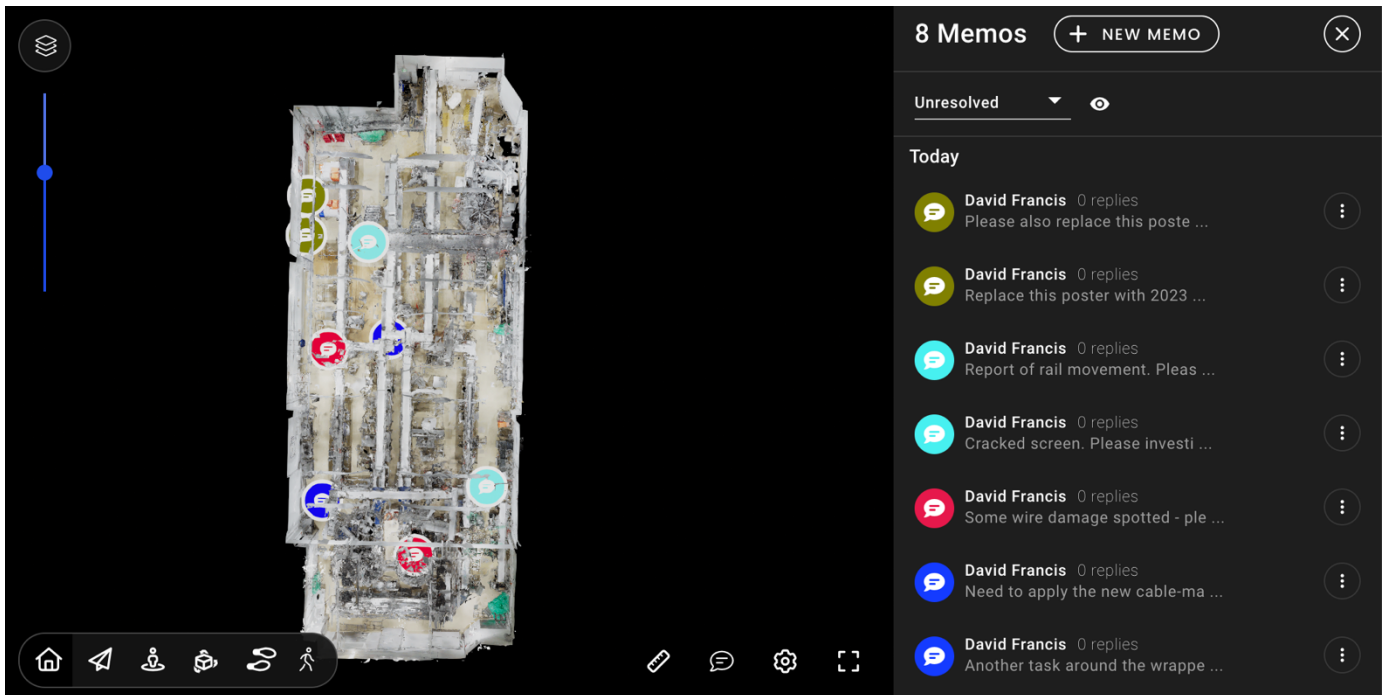 8 Memos
+ NEW MEMO
Unresolved
Today
David Francis 0 replies
Please also replace this poste ...
David Francis 0 replies
Replace this poster with 2023 ...
David Francis 0 replies
Report of rail movement. Pleas ...
David Francis 0 replies
Cracked screen. Please investi ...
David Francis 0 replies
Some wire damage spotted - ple ...
David Francis 0 replies
Need to apply the new cable-ma ...
David Francis 0 replies
Another task around the wrappe ...